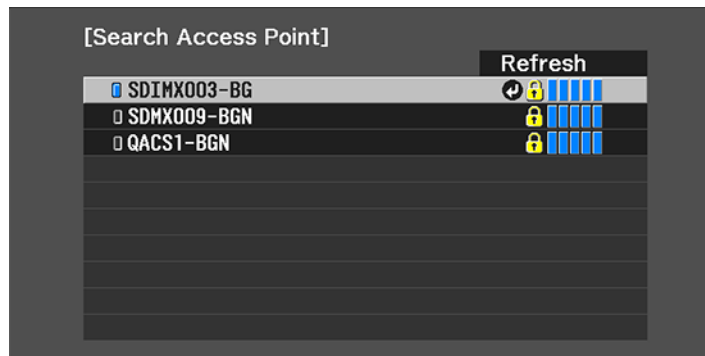 [Search Access Point]
Refresh
SDIMX003-BG
SDMX009-BGN
QACS1-BGN